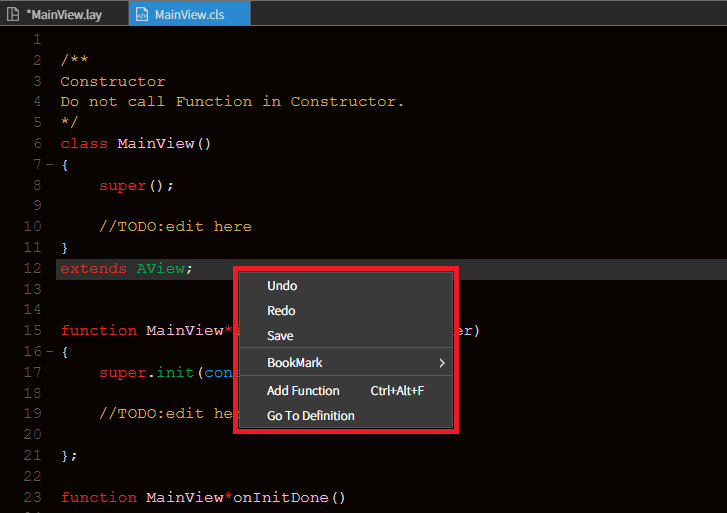 *MainView.lay
MainView.cls
1
2 /**
3 Constructor
4 Do not call Function in Constructor.
5 */
6 class MainView()
7 {
8 super();
9
10 //TODO:edit here
11 }
12 extends AView;
13
14
15 function MainView* er)
16 {
17 super.init(con
18
19 //TODO:edit he
20
21 };
22
23 function MainView*onInitDone()
Undo
Redo
Save
BookMark
Add Function Ctrl+Alt+F
Go To Definition